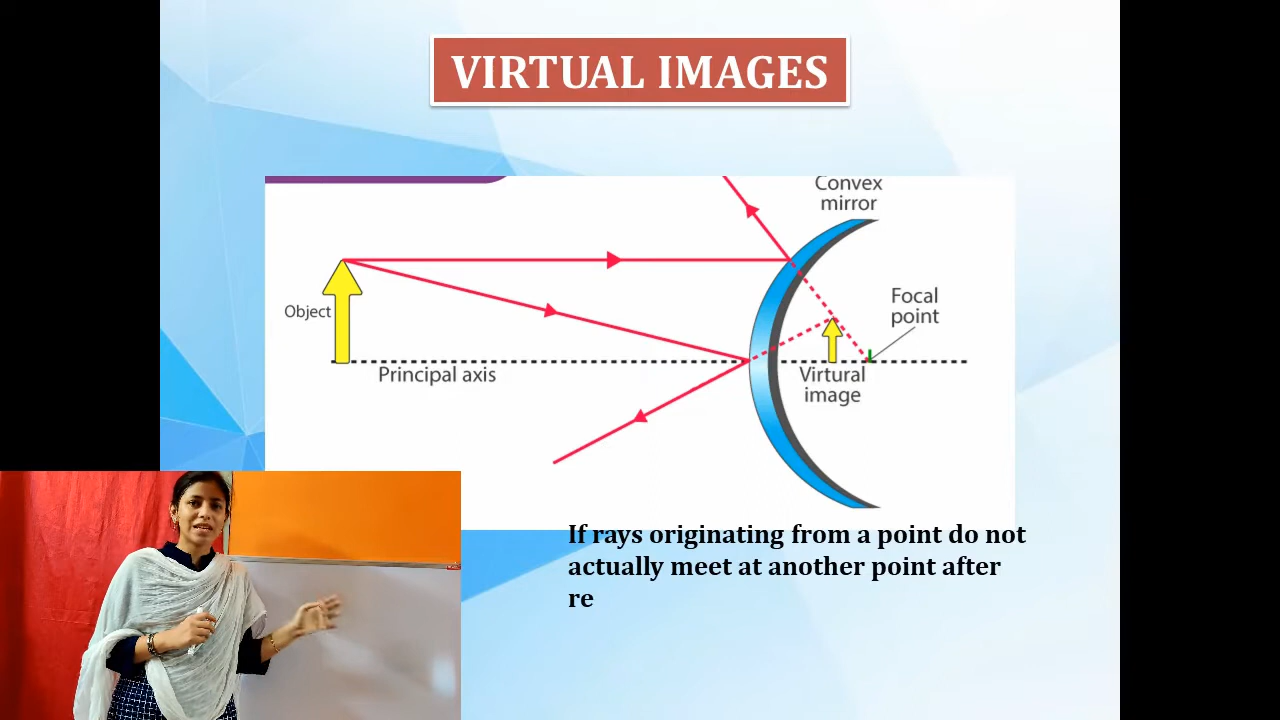 VIRTUAL IMAGES
Convex
mirror
Focal
point
Object
Principal axis
Virtural
image
If rays originating from a point do not
actually meet at another point after
re